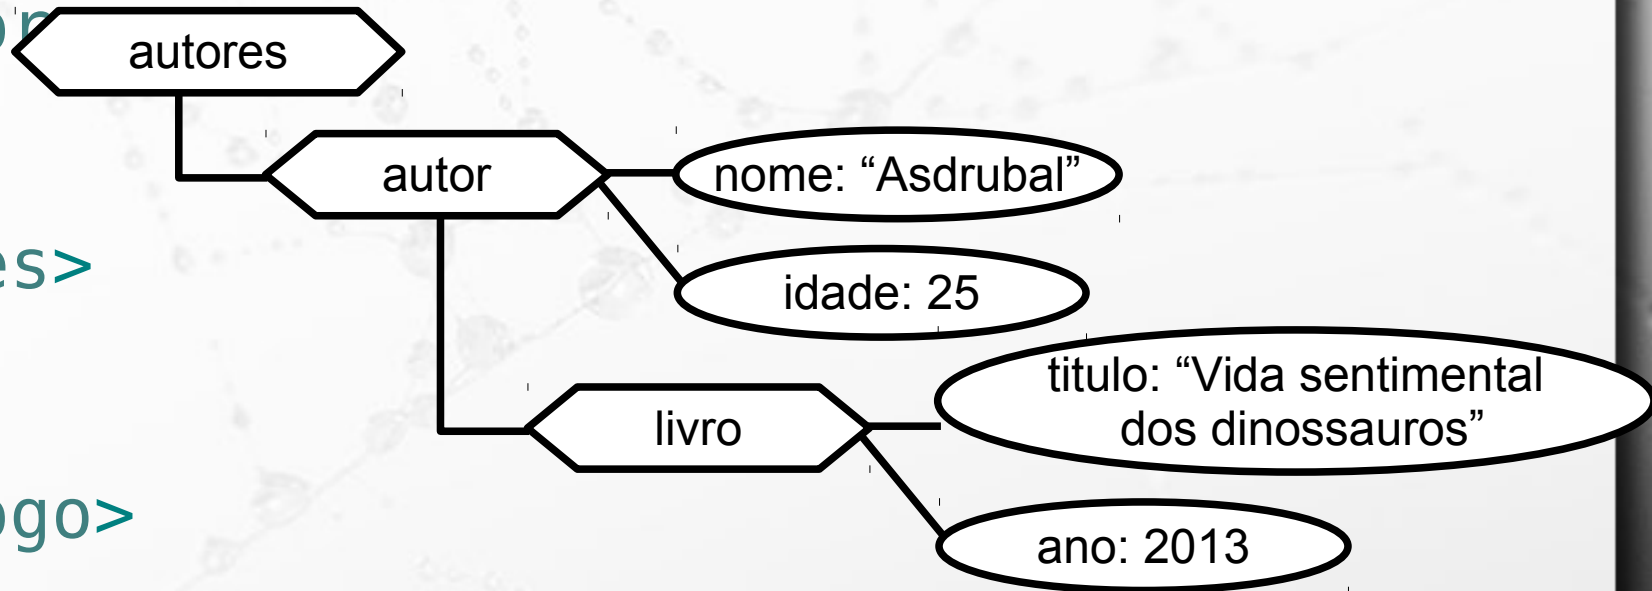 autores
autor
nome: “Asdrubal”
es>
idade: 25
titulo: “Vida sentimental
dos dinossauros”
livro
ogo>
ano: 2013